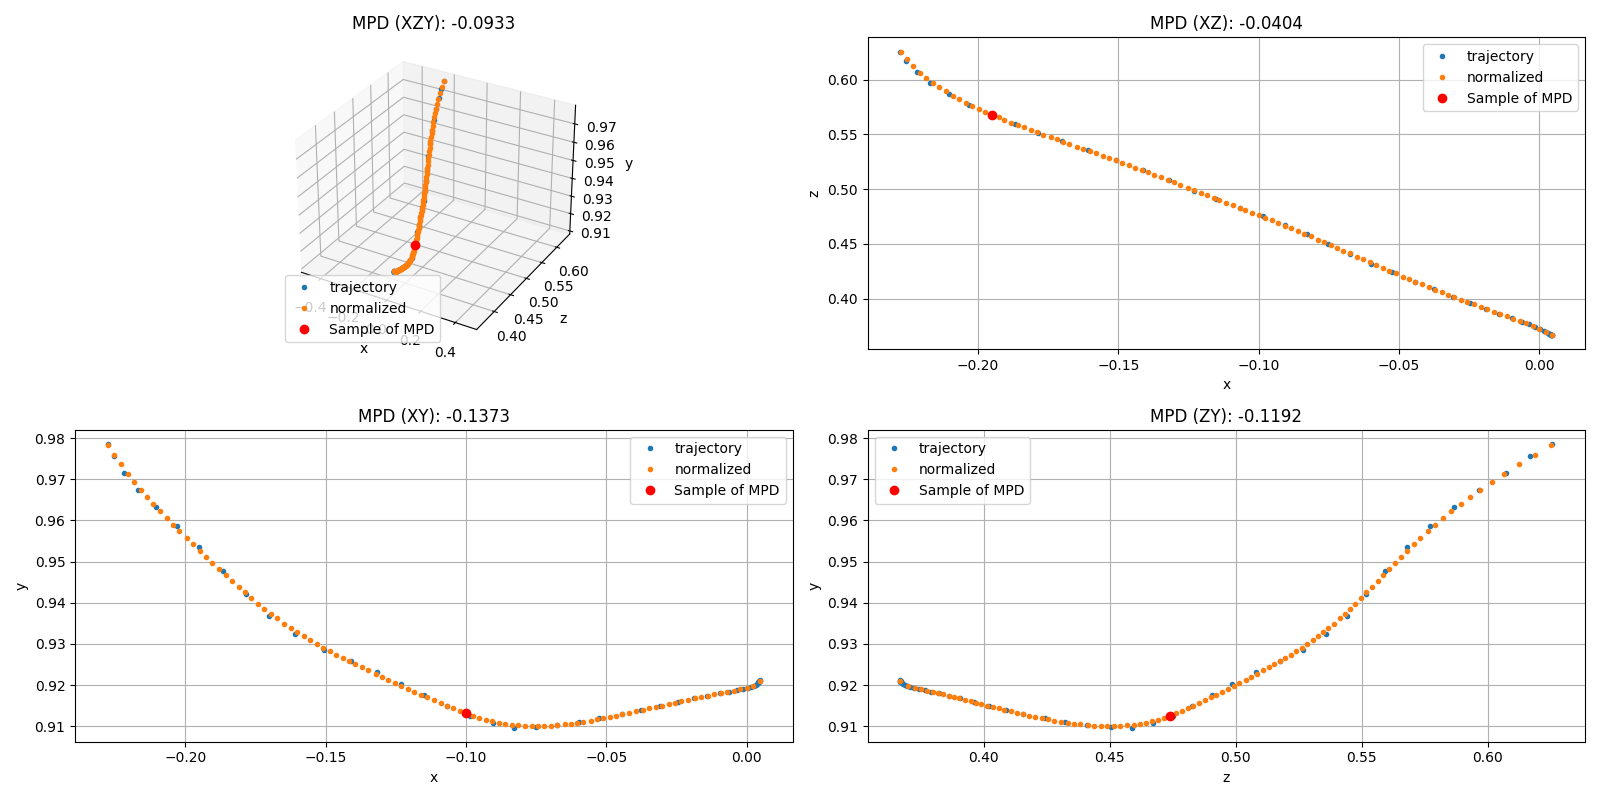 MPD (XZY): -0.0933
0.97
0.96
0.95
0.94
0.93
0.92
0.91
y
0.60
0.55
0.50
0.45
0.40
z
−0.4
−0.2
0.2
0.4
x
trajectory
normalized
Sample of MPD
MPD (XZ): -0.0404
0.60
0.55
0.50
0.45
0.40
z
−0.20 −0.15 −0.10 −0.05 0.00
x
trajectory
normalized
Sample of MPD
MPD (XY): -0.1373
0.98
0.97
0.96
0.95
0.94
0.93
0.92
0.91
y
−0.20 −0.15 −0.10 −0.05 0.00
x
trajectory
normalized
Sample of MPD
MPD (ZY): -0.1192
0.98
0.97
0.96
0.95
0.94
0.93
0.92
0.91
y
0.40 0.45 0.50 0.55 0.60
z
trajectory
normalized
Sample of MPD